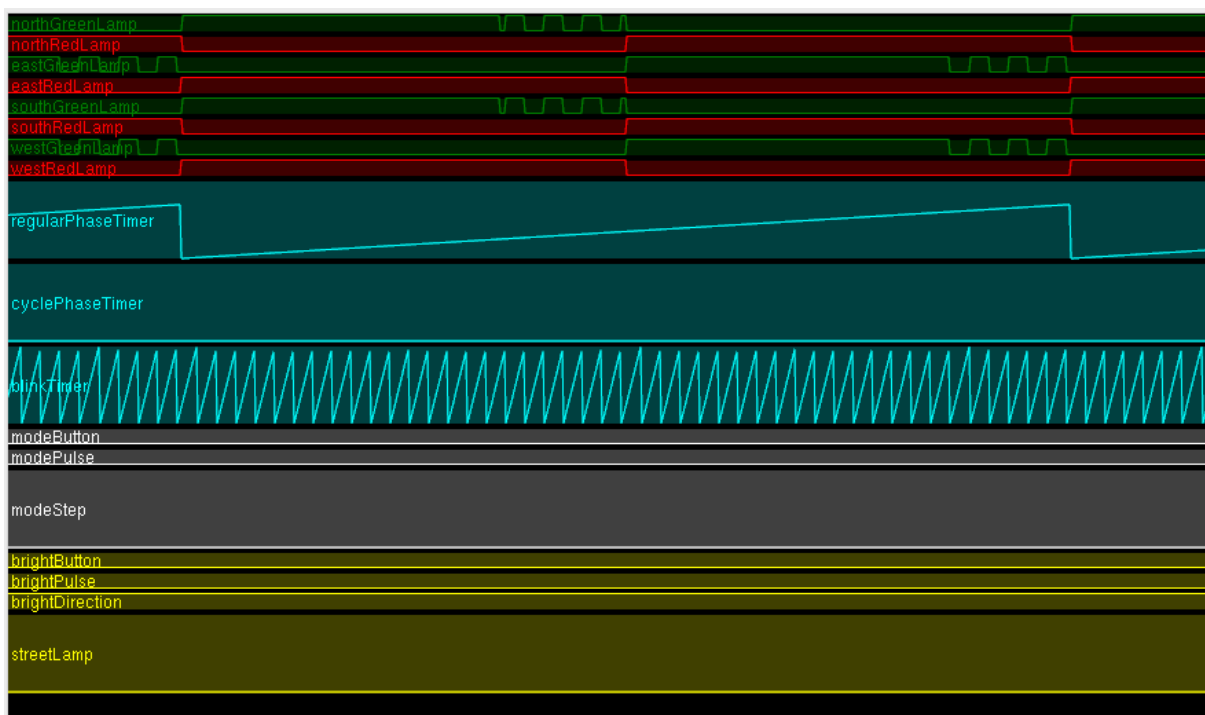 northGreenLamp
northRedLamp
eastGreenLamp
eastRedLamp
southGreenLamp
southRedLamp
westGreenLamp
westRedLamp
regularPhaseTimer
cyclePhaseTimer
blinkTimer
modeButton
modePulse
modeStep
brightButton
brightPulse
brightDirection
streetLamp